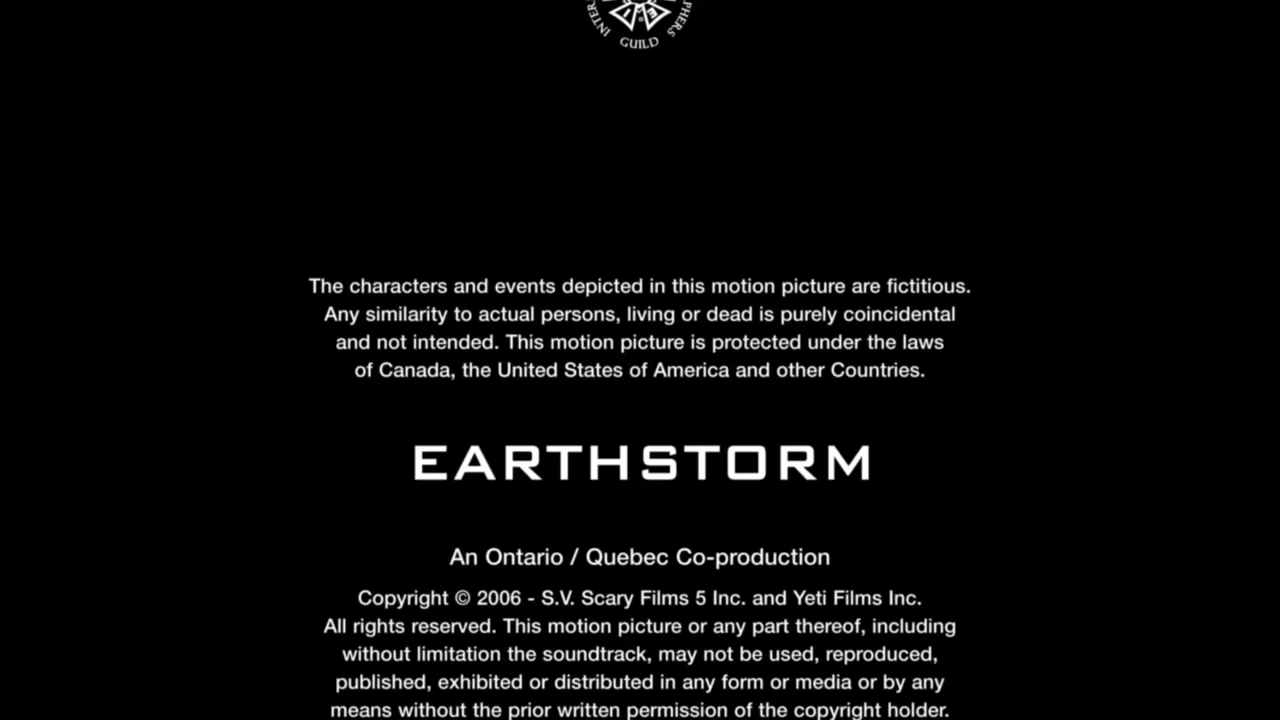 GUILD
The characters and events depicted in this motion picture are fictitious.
Any similarity to actual persons, living or dead is purely coincidental
and not intended. This motion picture is protected under the laws
of Canada, the United States of America and other Countries.
EARTHSTORM
An Ontario / Quebec Co-production
Copyright © 2006 - S.V. Scary Films 5 Inc. and Yeti Films Inc.
All rights reserved. This motion picture or any part thereof, including
without limitation the soundtrack, may not be used, reproduced,
published, exhibited or distributed in any form or media or by any
means without the prior written permission of the copyright holder.